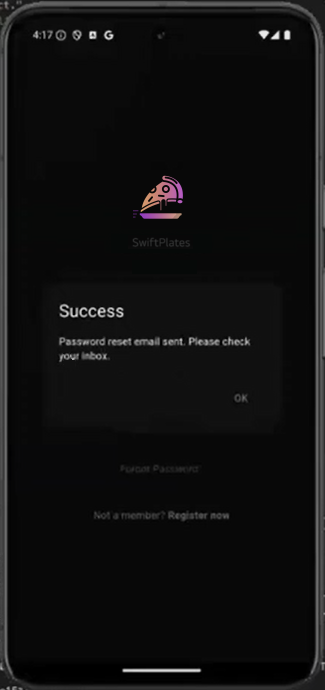 4:17
G
SwiftPlates
Success
Password reset email sent. Please check
your inbox.
OK
Forgot Password
Not a member? Register now